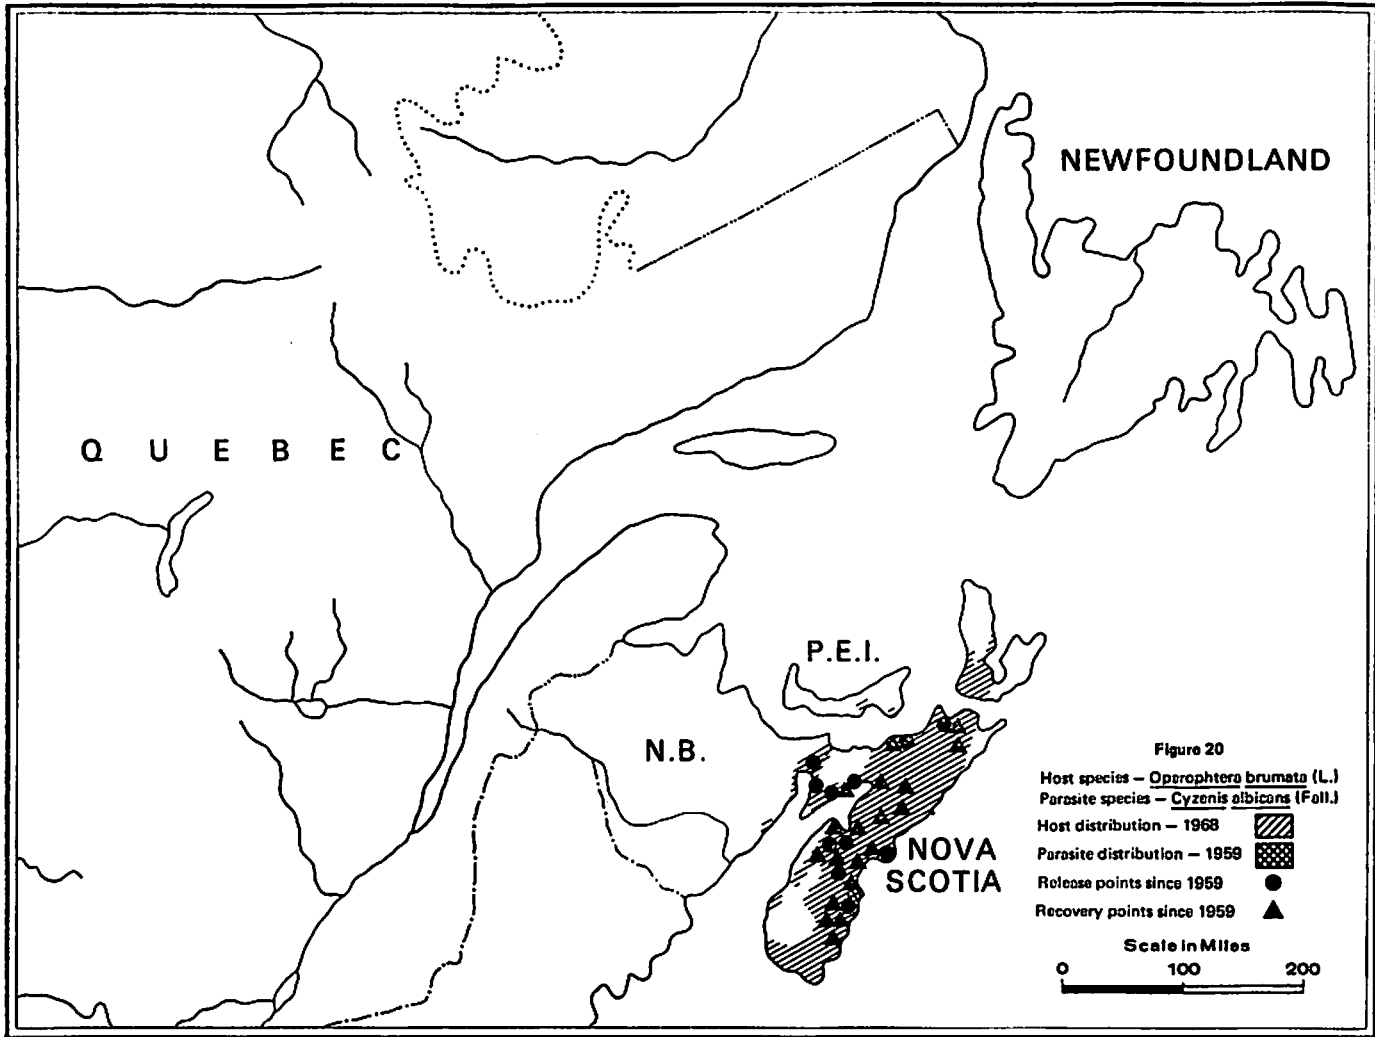 NEWFOUNDLAND
QUEBEC
P.E.I.
N.B.
NOVA
SCOTIA
Figure 20
Host species – Operophtera brumata (L.)
Parasite species – Cyzenis albicans (Fall.)
Host distribution – 1968
Parasite distribution – 1959
Release points since 1959
Recovery points since 1959
Scale in Miles
0 100 200